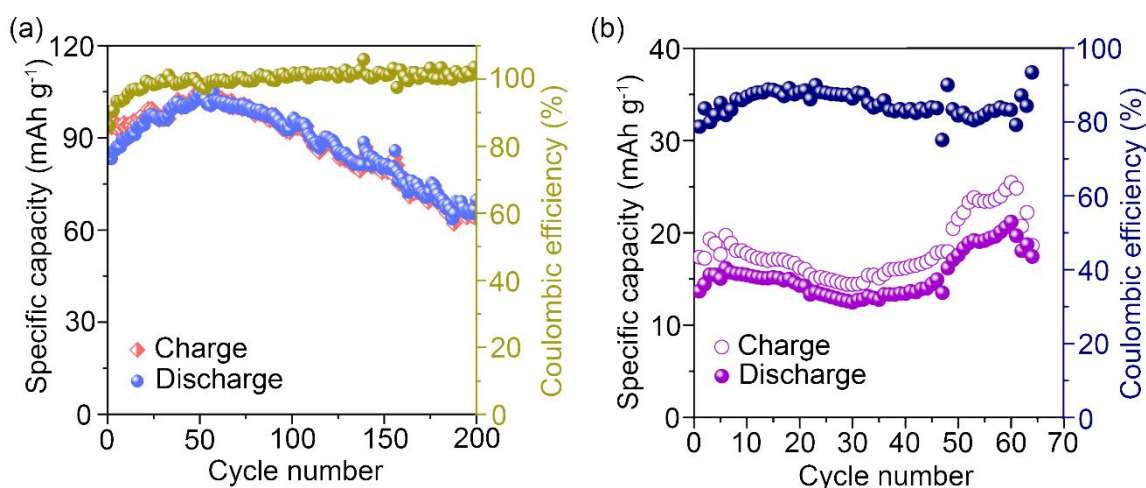 (a)
Specific capacity (mAh g⁻¹)
120
90
60
30
0
Charge
Discharge
0 50 100 150 200
Cycle number
100
80
60
40
20
0
Coulombic efficiency (%)
(b)
Specific capacity (mAh g⁻¹)
40
30
20
10
0
Charge
Discharge
0 10 20 30 40 50 60 70
Cycle number
100
80
60
40
20
0
Coulombic efficiency (%)